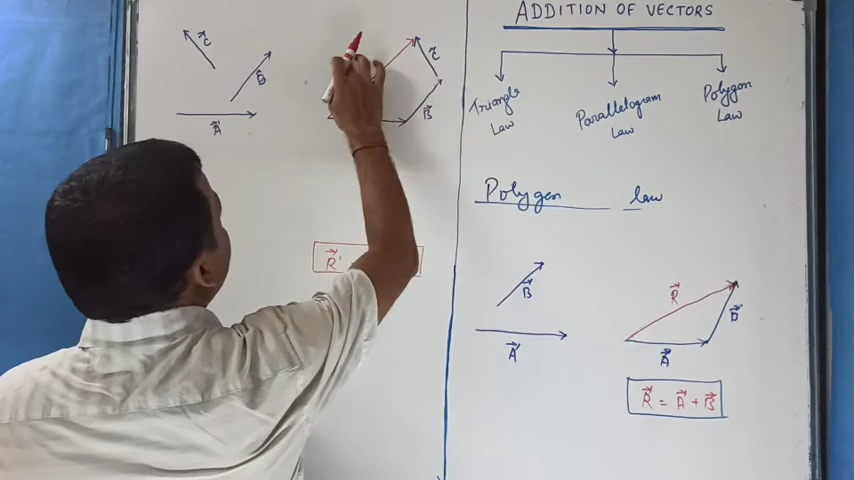 C
B
A
C
B
R'
ADDITION OF VECTORS
Triangle Law
Parallelogram Law
Polygon Law
Polygon law
B
A
R
B
A
R = A + B